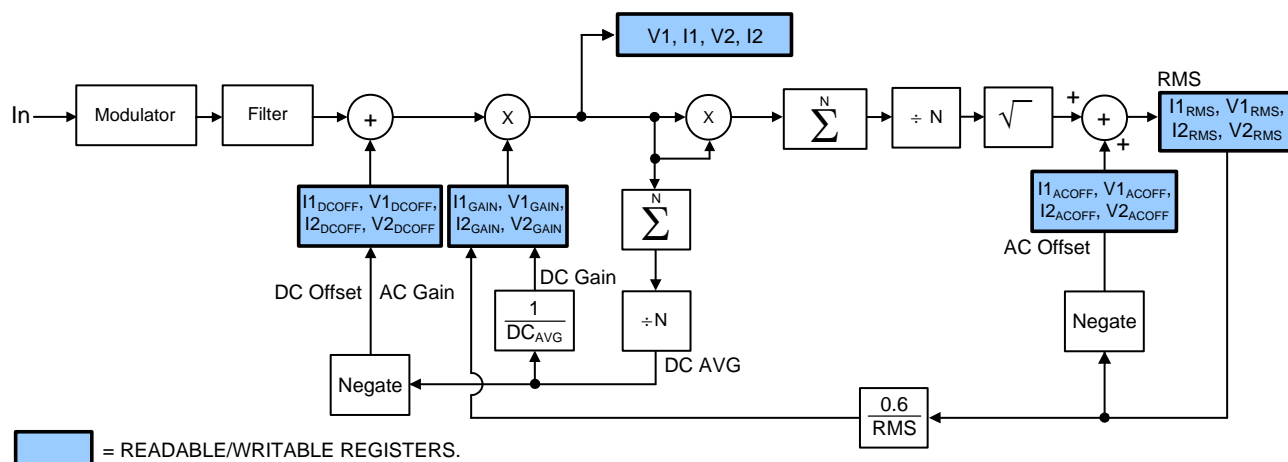 V1, I1, V2, I2
In
Modulator
Filter
+
X
X
N
∑
÷ N
√
+
+
+
RMS
I1RMS, V1RMS,
I2RMS, V2RMS
I1DCOFF, V1DCOFF,
I2DCOFF, V2DCOFF
I1GAIN, V1GAIN,
I2GAIN, V2GAIN
N
∑
I1ACOFF, V1ACOFF,
I2ACOFF, V2ACOFF
AC Offset
DC Offset
AC Gain
DC Gain
1
DCAVG
÷N
Negate
DC AVG
Negate
0.6
RMS
= READABLE/WRITABLE REGISTERS.